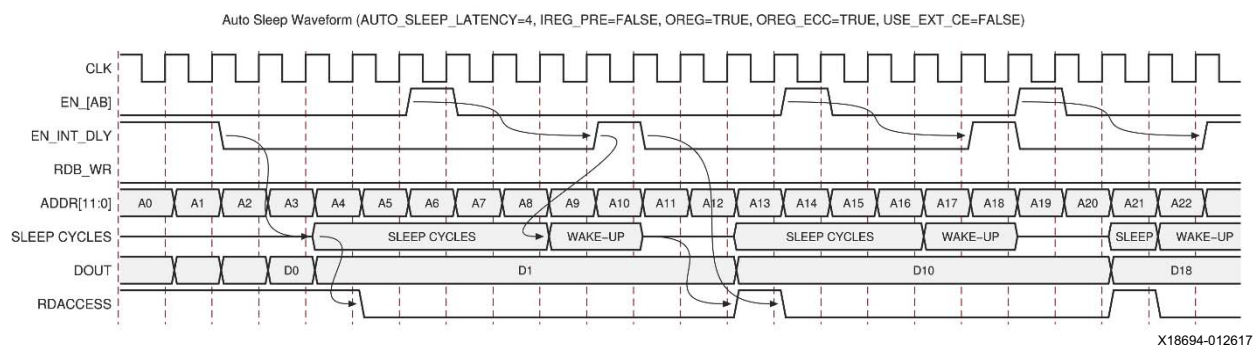 Auto Sleep Waveform (AUTO_SLEEP_LATENCY=4, IREG_PRE=FALSE, OREG=TRUE, OREG_ECC=TRUE, USE_EXT_CE=FALSE)
CLK
EN_[AB]
EN_INT_DLY
RDB_WR
ADDR[11:0] A0 A1 A2 A3 A4 A5 A6 A7 A8 A9 A10 A11 A12 A13 A14 A15 A16 A17 A18 A19 A20 A21 A22
SLEEP CYCLES SLEEP CYCLES WAKE-UP SLEEP CYCLES WAKE-UP SLEEP WAKE-UP
DOUT D0 D1 D10 D18
RDACCESS
X18694-012617